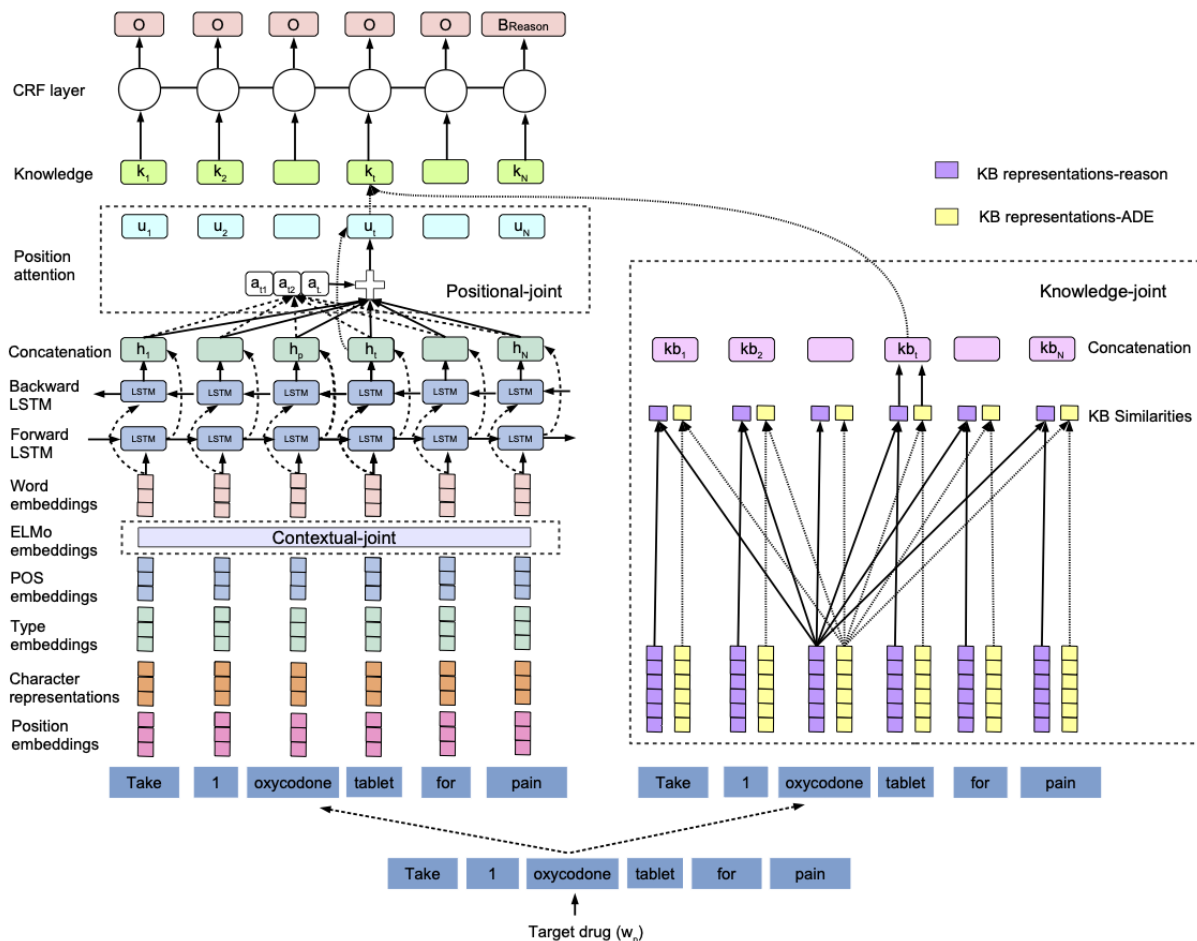 O O O O O BReason
CRF layer
Knowledge k1 k2 kt kN
KB representations-reason
KB representations-ADE
u1 u2 ut uN
Position
attention
at1 at2 at.
Positional-joint
Knowledge-joint
Concatenation h1 hp ht hN
kb1 kb2 kbt kbN Concatenation
Backward
LSTM
LSTM LSTM LSTM LSTM LSTM LSTM
KB Similarities
Forward
LSTM
LSTM LSTM LSTM LSTM LSTM LSTM
Word
embeddings
ELMo
embeddings
Contextual-joint
POS
embeddings
Type
embeddings
Character
representations
Position
embeddings
Take 1 oxycodone tablet for pain
Take 1 oxycodone tablet for pain
Take 1 oxycodone tablet for pain
Target drug (wp)